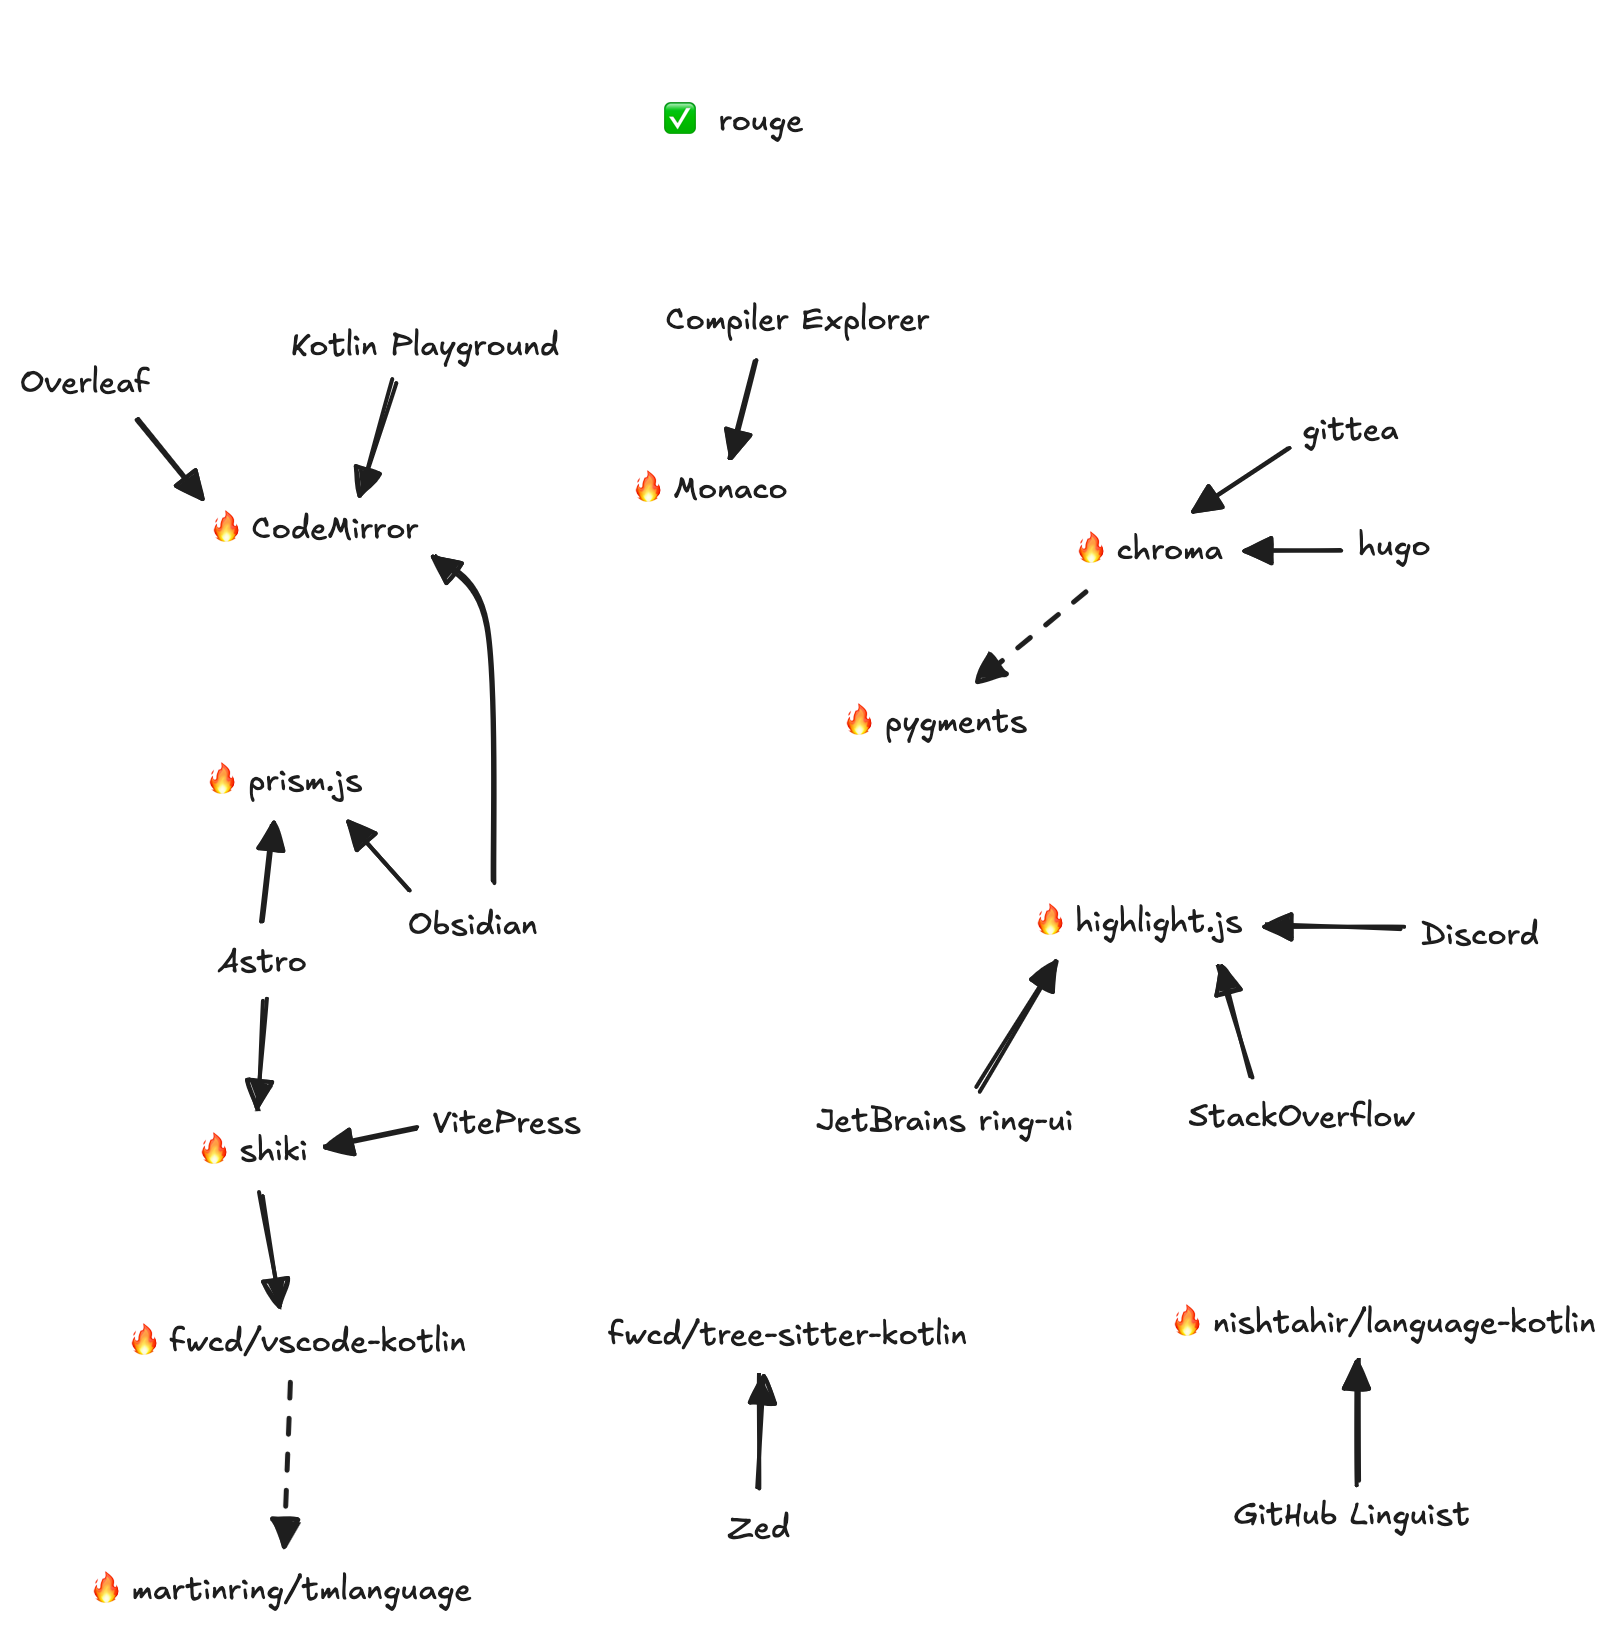 ✅ rouge
Compiler Explorer
Kotlin Playground
Overleaf
gittea
🔥 Monaco
🔥 CodeMirror
🔥 chroma
hugo
🔥 pygments
🔥 prism.js
Obsidian
🔥 highlight.js
Discord
Astro
JetBrains ring-ui
StackOverflow
VitePress
🔥 shiki
🔥 fwcd/vscode-kotlin
fwcd/tree-sitter-kotlin
🔥 nishtahir/language-kotlin
Zed
GitHub Linguist
🔥 martinring/tmlanguage